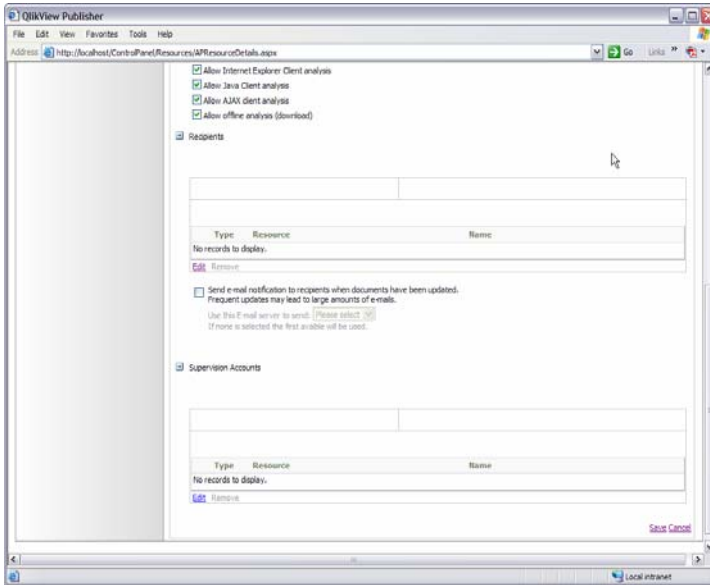 QlikView Publisher
File Edit View Favorites Tools Help
Address http://localhost/ControlPanel/Resources/APResourceDetails.aspx Go Links »
Allow Internet Explorer Client analysis
Allow Java Client analysis
Allow AJAX client analysis
Allow offline analysis (download)
Recipients
Type Resource Name
No records to display.
Edit Remove
Send e-mail notification to recipients when documents have been updated.
Frequent updates may lead to large amounts of e-mails.
Use this E-mail server to send: Please select
If none is selected the first avaible will be used.
Supervision Accounts
Type Resource Name
No records to display.
Edit Remove
Save Cancel
Local intranet